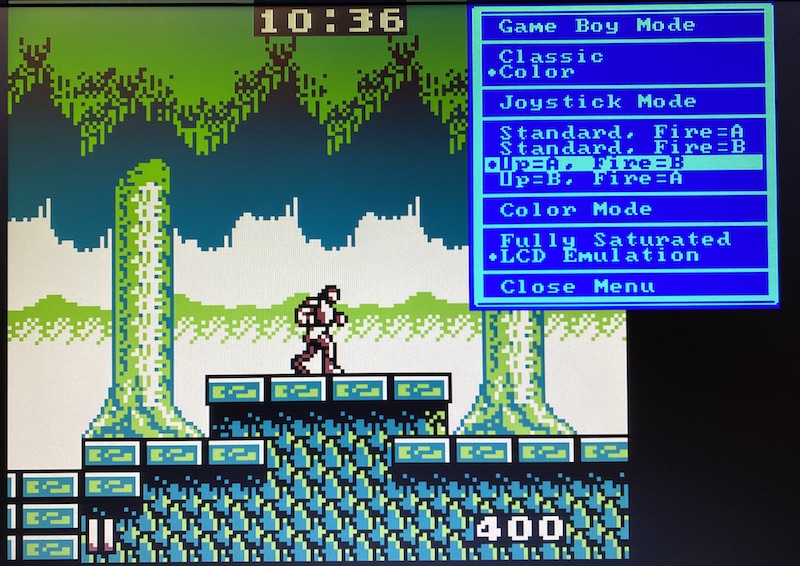 10:36
Game Boy Mode
Classic
•Color
Joystick Mode
Standard, Fire=A
Standard, Fire=B
•Up=A, Fire=B
Up=B, Fire=A
Color Mode
Fully Saturated
•LCD Emulation
Close Menu
400